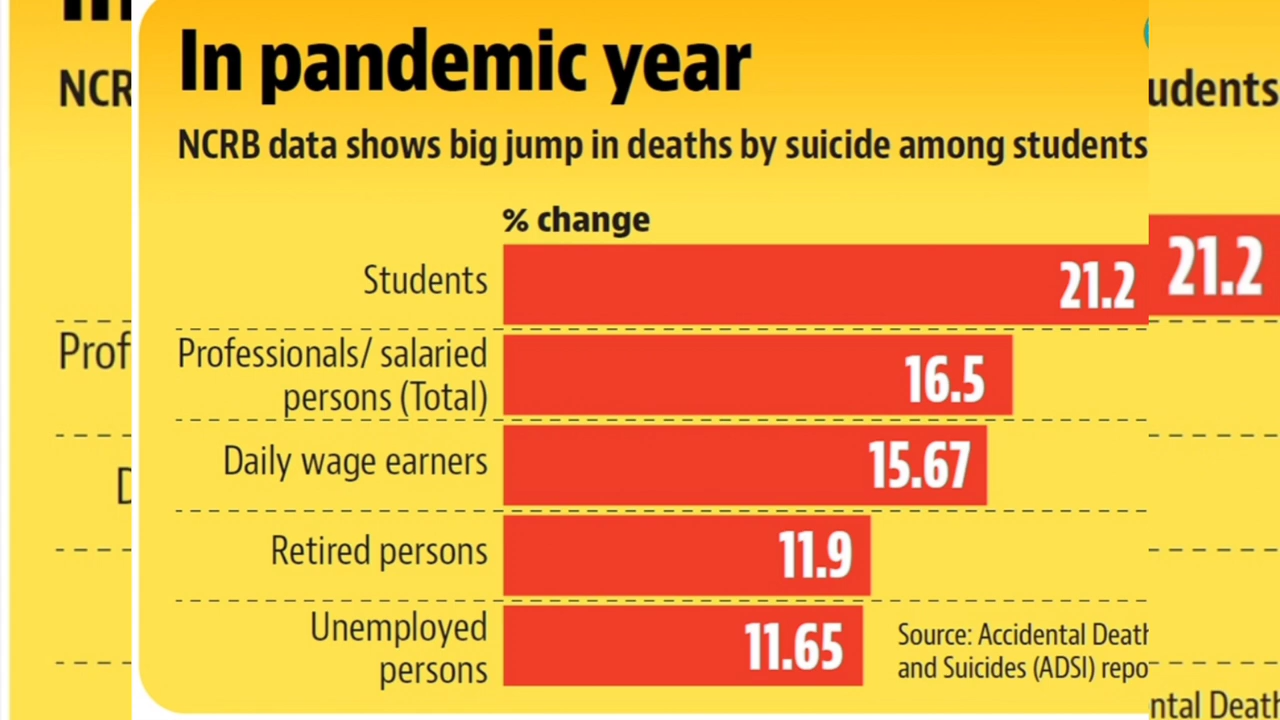 In pandemic year
NCRB data shows big jump in deaths by suicide among students
% change
Students 21.2
Professionals/ salaried
persons (Total) 16.5
Daily wage earners 15.67
Retired persons 11.9
Unemployed
persons 11.65
Source: Accidental Death
and Suicides (ADSI) repo
NCR
Prof
D
udents
21.2
ntal Death